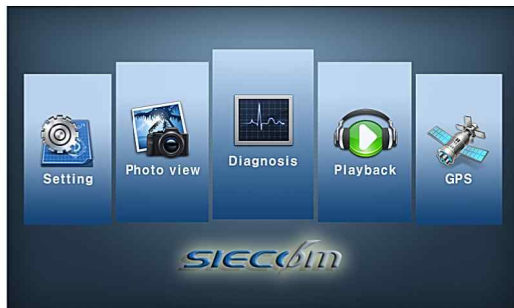 Setting
Photo view
Diagnosis
Playback
GPS
SIECOM